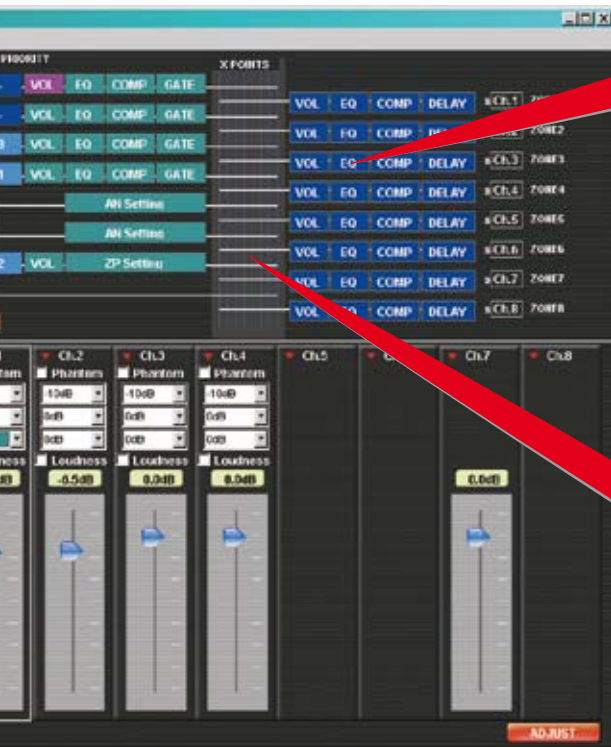 PRIORITY
X POINTS
VOL EQ COMP GATE
VOL EQ COMP DELAY Ch.1
VOL EQ COMP GATE
VOL EQ COMP Ch.2 ZONE2
VOL EQ COMP GATE
VOL EQ COMP DELAY Ch.3 ZONE3
VOL EQ COMP GATE
VOL EQ COMP DELAY Ch.4 ZONE4
AN Setting
VOL EQ COMP DELAY Ch.5 ZONE5
AN Setting
VOL EQ COMP DELAY Ch.6 ZONE6
2 VOL ZP Setting
VOL EQ COMP DELAY Ch.7 ZONE7
VOL EQ COMP DELAY Ch.8 ZONE8
Ch.2 Ch.3 Ch.4 Ch.5 Ch.7 Ch.8
Phantom Phantom Phantom
-10dB -10dB -10dB
0dB 0dB 0dB
0dB 0dB 0dB
Loudness Loudness Loudness
-6.5dB 0.0dB 0.0dB 0.0dB
ADJUST